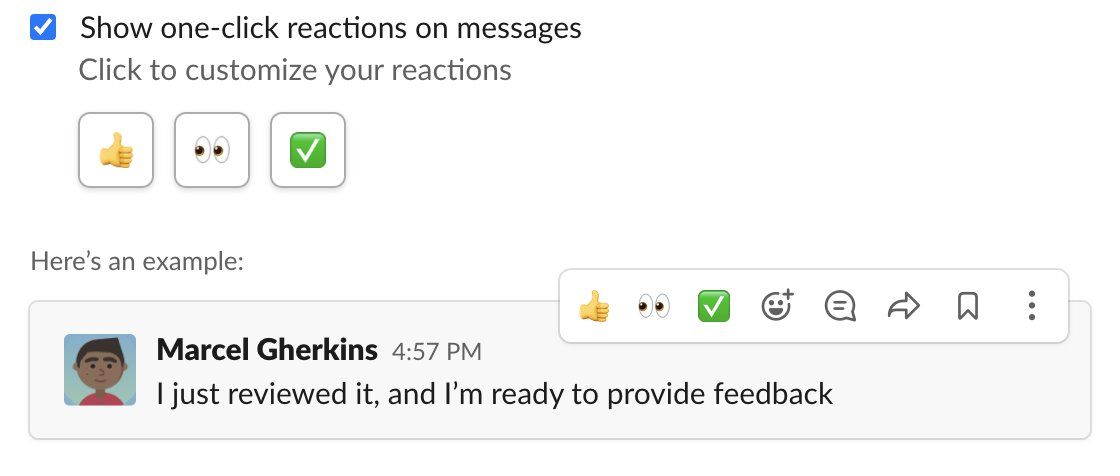 Show one-click reactions on messages
Click to customize your reactions
Here’s an example:
Marcel Gherkins 4:57 PM
I just reviewed it, and I’m ready to provide feedback